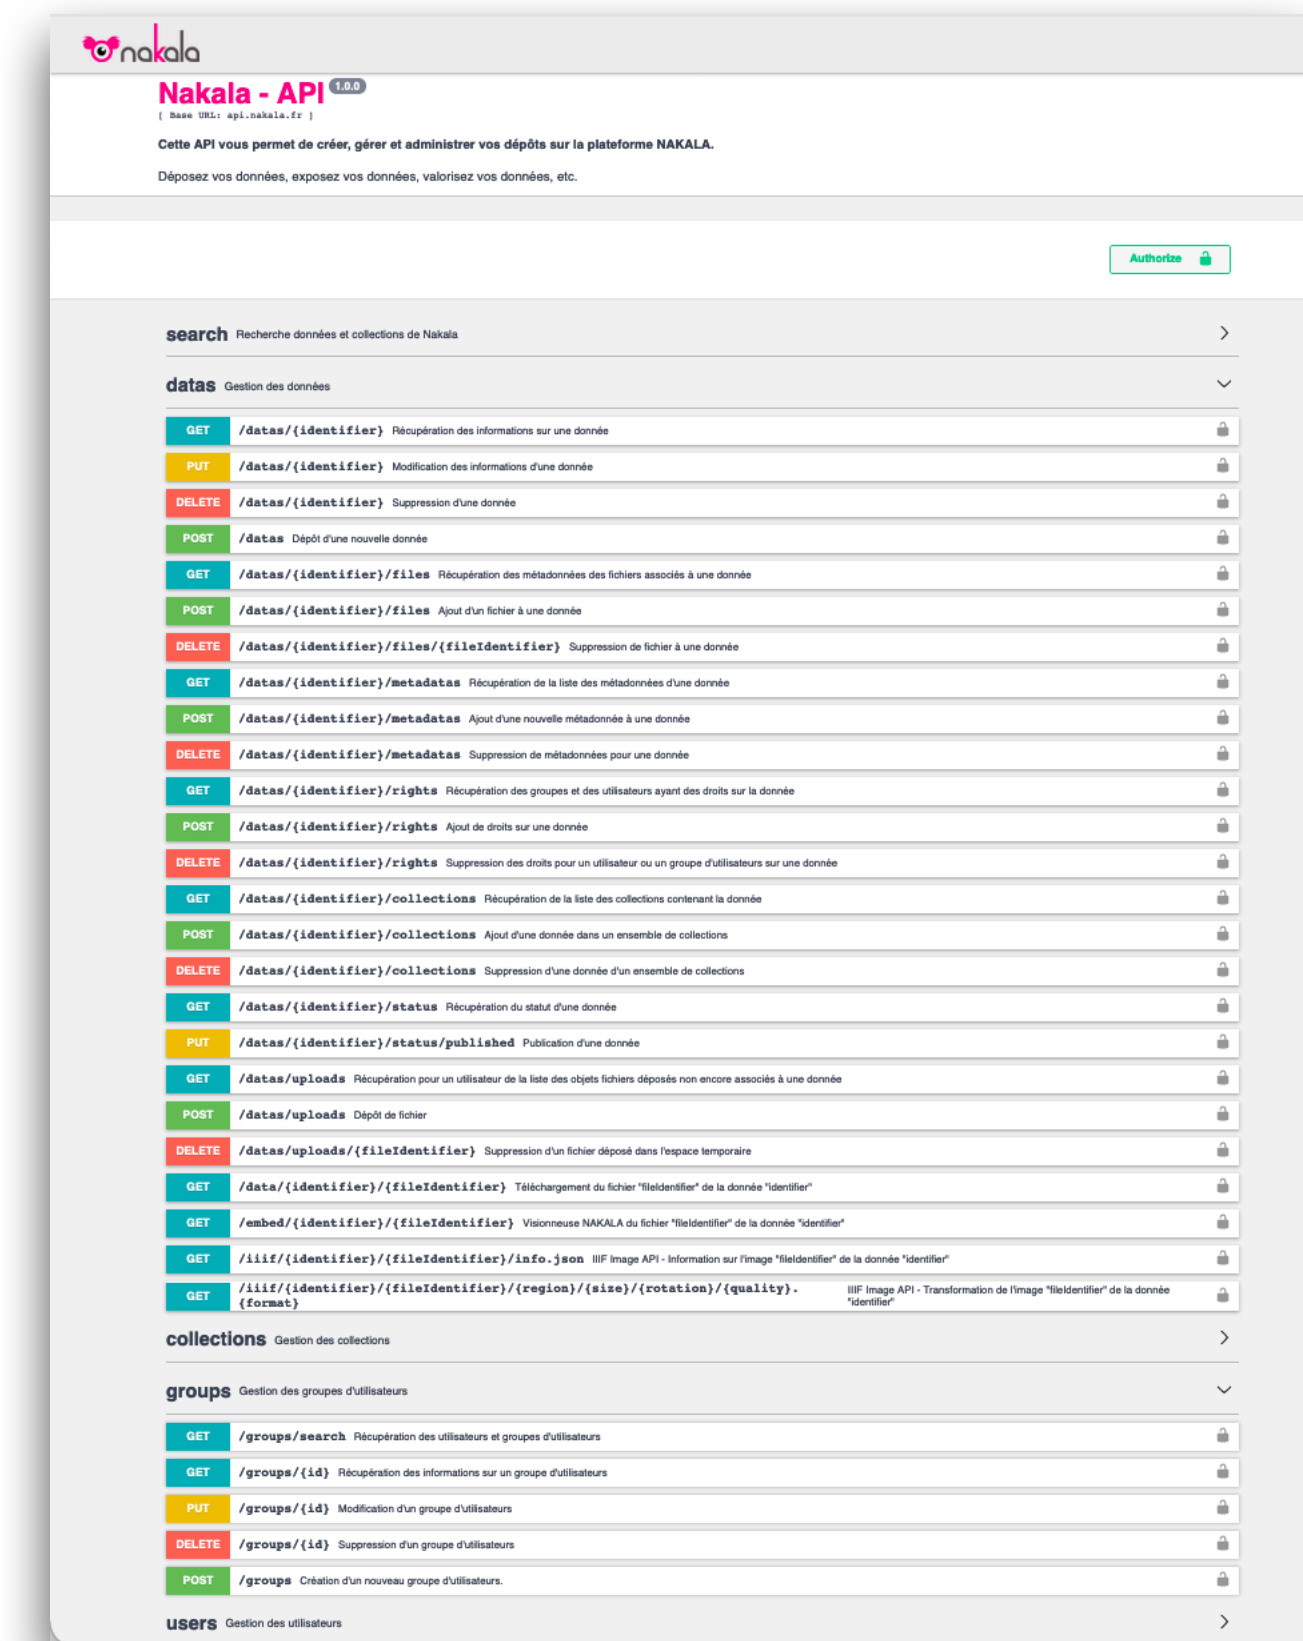 nakala
Nakala - API 1.0.0
[ Base URL: api.nakala.fr ]
Cette API vous permet de créer, gérer et administrer vos dépôts sur la plateforme NAKALA.
Déposez vos données, exposez vos données, valorisez vos données, etc.
Authorize
search Recherche données et collections de Nakala
datas Gestion des données
GET /datas/{identifier} Récupération des informations sur une donnée
PUT /datas/{identifier} Modification des informations d'une donnée
DELETE /datas/{identifier} Suppression d'une donnée
POST /datas Dépôt d'une nouvelle donnée
GET /datas/{identifier}/files Récupération des métadonnées des fichiers associés à une donnée
POST /datas/{identifier}/files Ajout d'un fichier à une donnée
DELETE /datas/{identifier}/files/{fileIdentifier} Suppression de fichier à une donnée
GET /datas/{identifier}/metadatas Récupération de la liste des métadonnées d'une donnée
POST /datas/{identifier}/metadatas Ajout d'une nouvelle métadonnée à une donnée
DELETE /datas/{identifier}/metadatas Suppression de métadonnées pour une donnée
GET /datas/{identifier}/rights Récupération des groupes et des utilisateurs ayant des droits sur la donnée
POST /datas/{identifier}/rights Ajout de droits sur une donnée
DELETE /datas/{identifier}/rights Suppression des droits pour un utilisateur ou un groupe d'utilisateurs sur une donnée
GET /datas/{identifier}/collections Récupération de la liste des collections contenant la donnée
POST /datas/{identifier}/collections Ajout d'une donnée dans un ensemble de collections
DELETE /datas/{identifier}/collections Suppression d'une donnée d'un ensemble de collections
GET /datas/{identifier}/status Récupération du statut d'une donnée
PUT /datas/{identifier}/status/published Publication d'une donnée
GET /datas/uploads Récupération pour un utilisateur de la liste des objets fichiers déposés non encore associés à une donnée
POST /datas/uploads Dépôt de fichier
DELETE /datas/uploads/{fileIdentifier} Suppression d'un fichier déposé dans l'espace temporaire
GET /data/{identifier}/{fileIdentifier} Téléchargement du fichier "fileIdentifier" de la donnée "identifier"
GET /embed/{identifier}/{fileIdentifier} Visionneuse NAKALA du fichier "fileIdentifier" de la donnée "identifier"
GET /iiif/{identifier}/{fileIdentifier}/info.json IIIF Image API - Information sur l'image "fileIdentifier" de la donnée "identifier"
GET /iiif/{identifier}/{fileIdentifier}/{region}/{size}/{rotation}/{quality}. IIIF Image API - Transformation de l'image "fileIdentifier" de la donnée
{format} "identifier"
collections Gestion des collections
groups Gestion des groupes d'utilisateurs
GET /groups/search Récupération des utilisateurs et groupes d'utilisateurs
GET /groups/{id} Récupération des informations sur un groupe d'utilisateurs
PUT /groups/{id} Modification d'un groupe d'utilisateurs
DELETE /groups/{id} Suppression d'un groupe d'utilisateurs
POST /groups Création d'un nouveau groupe d'utilisateurs.
users Gestion des utilisateurs